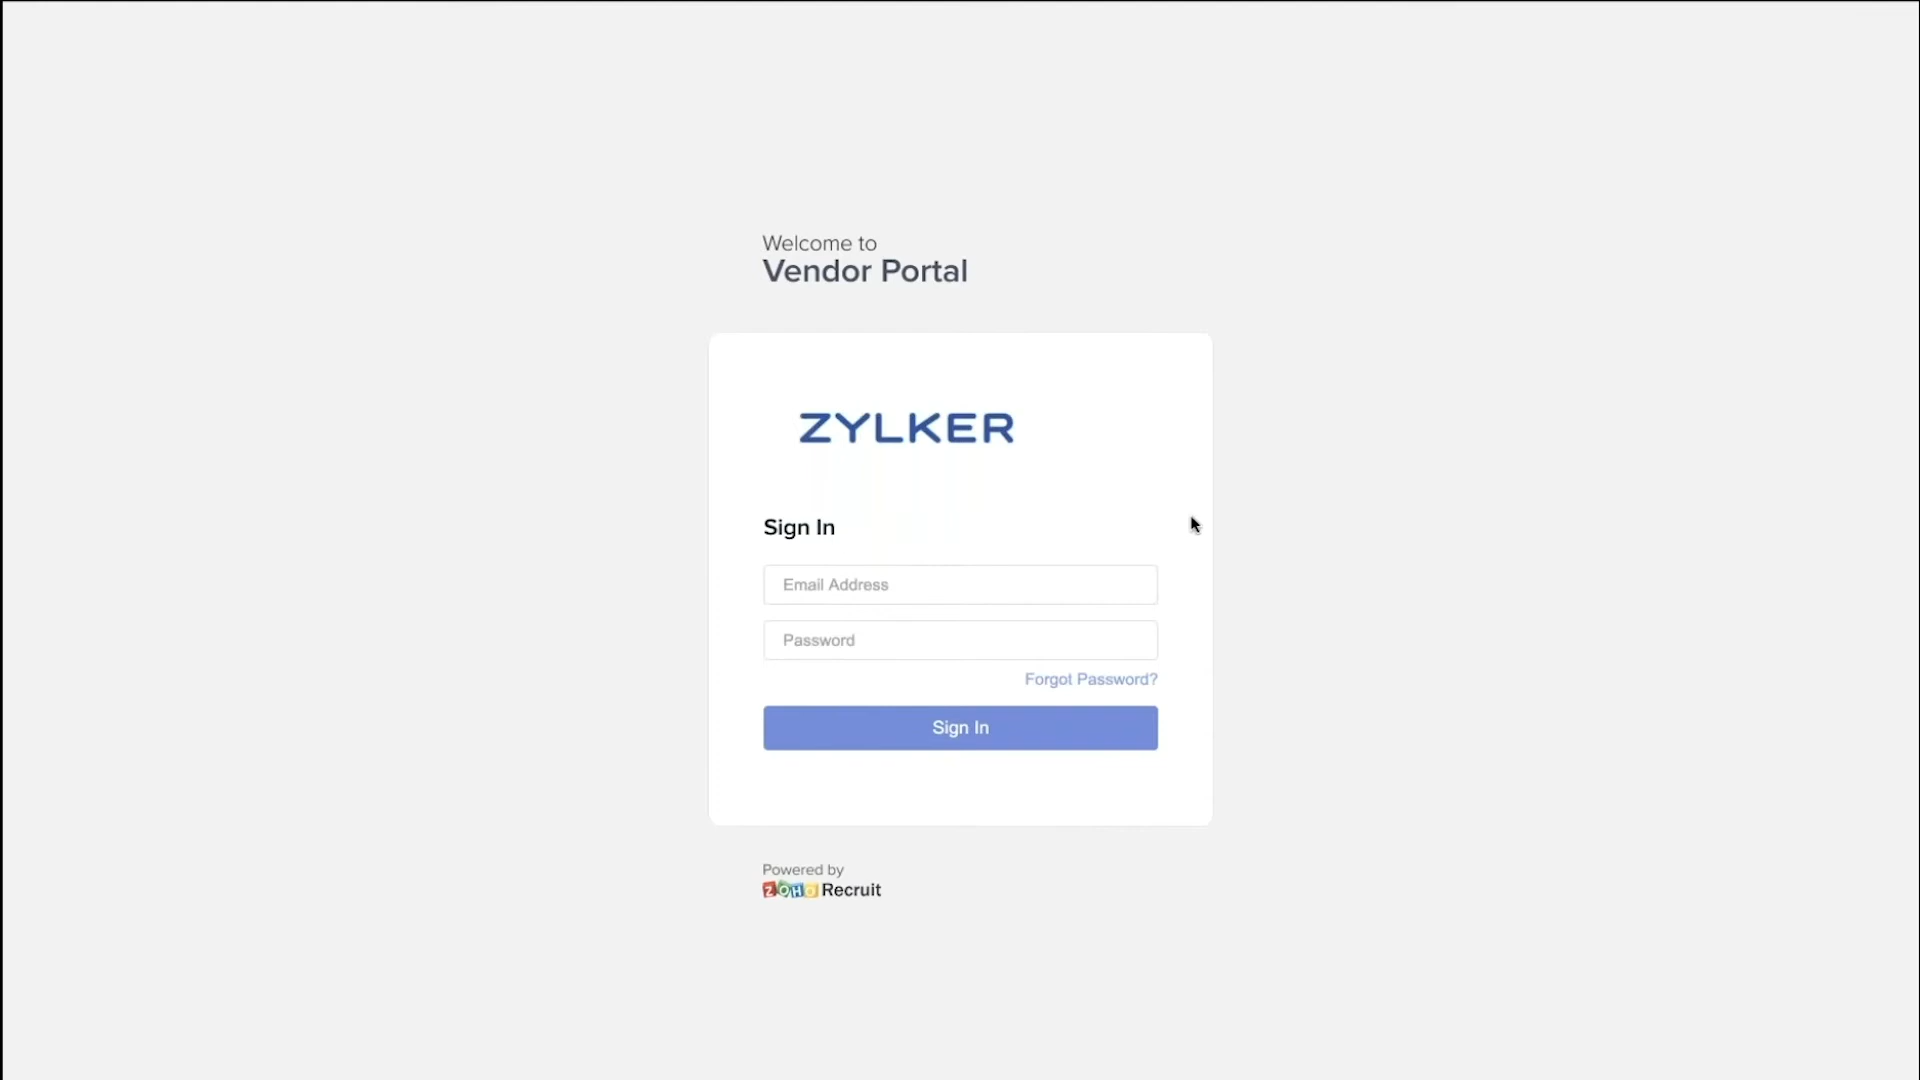 Welcome to
Vendor Portal
ZYLKER
Sign In
Email Address
Password
Forgot Password?
Sign In
Powered by
ZOHO Recruit